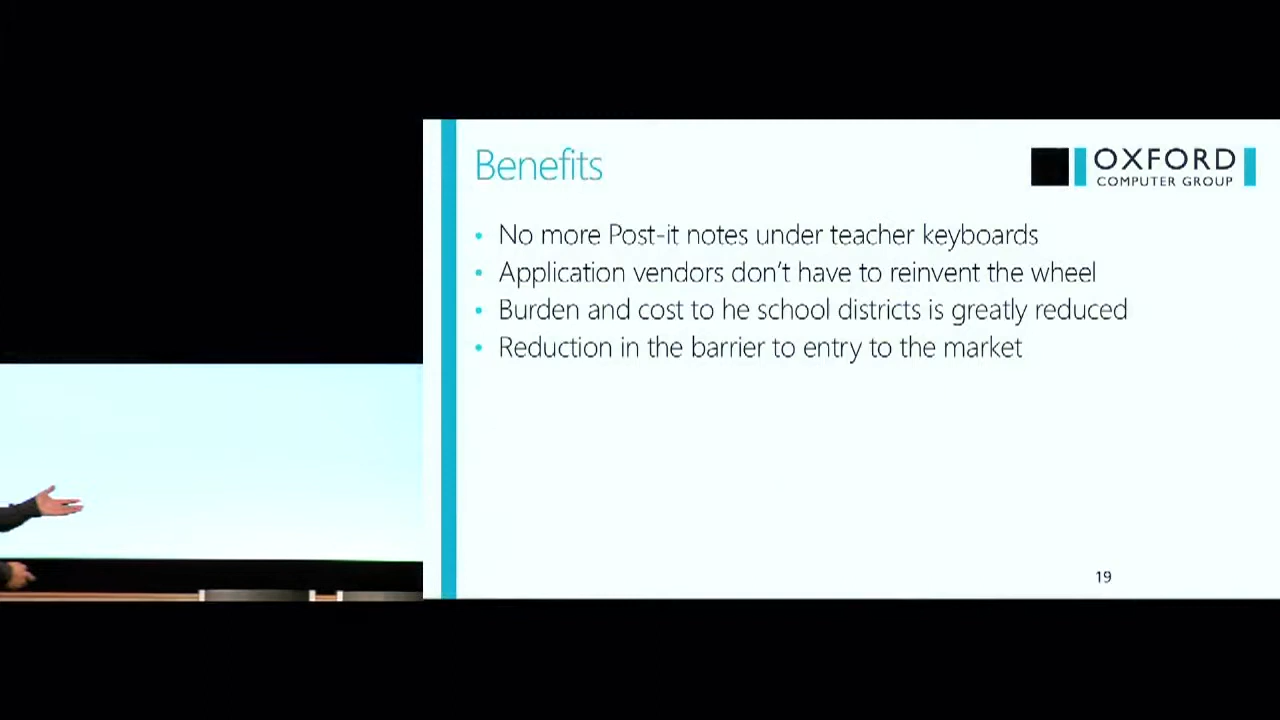 Benefits
OXFORD
COMPUTER GROUP
• No more Post-it notes under teacher keyboards
• Application vendors don't have to reinvent the wheel
• Burden and cost to he school districts is greatly reduced
• Reduction in the barrier to entry to the market
19